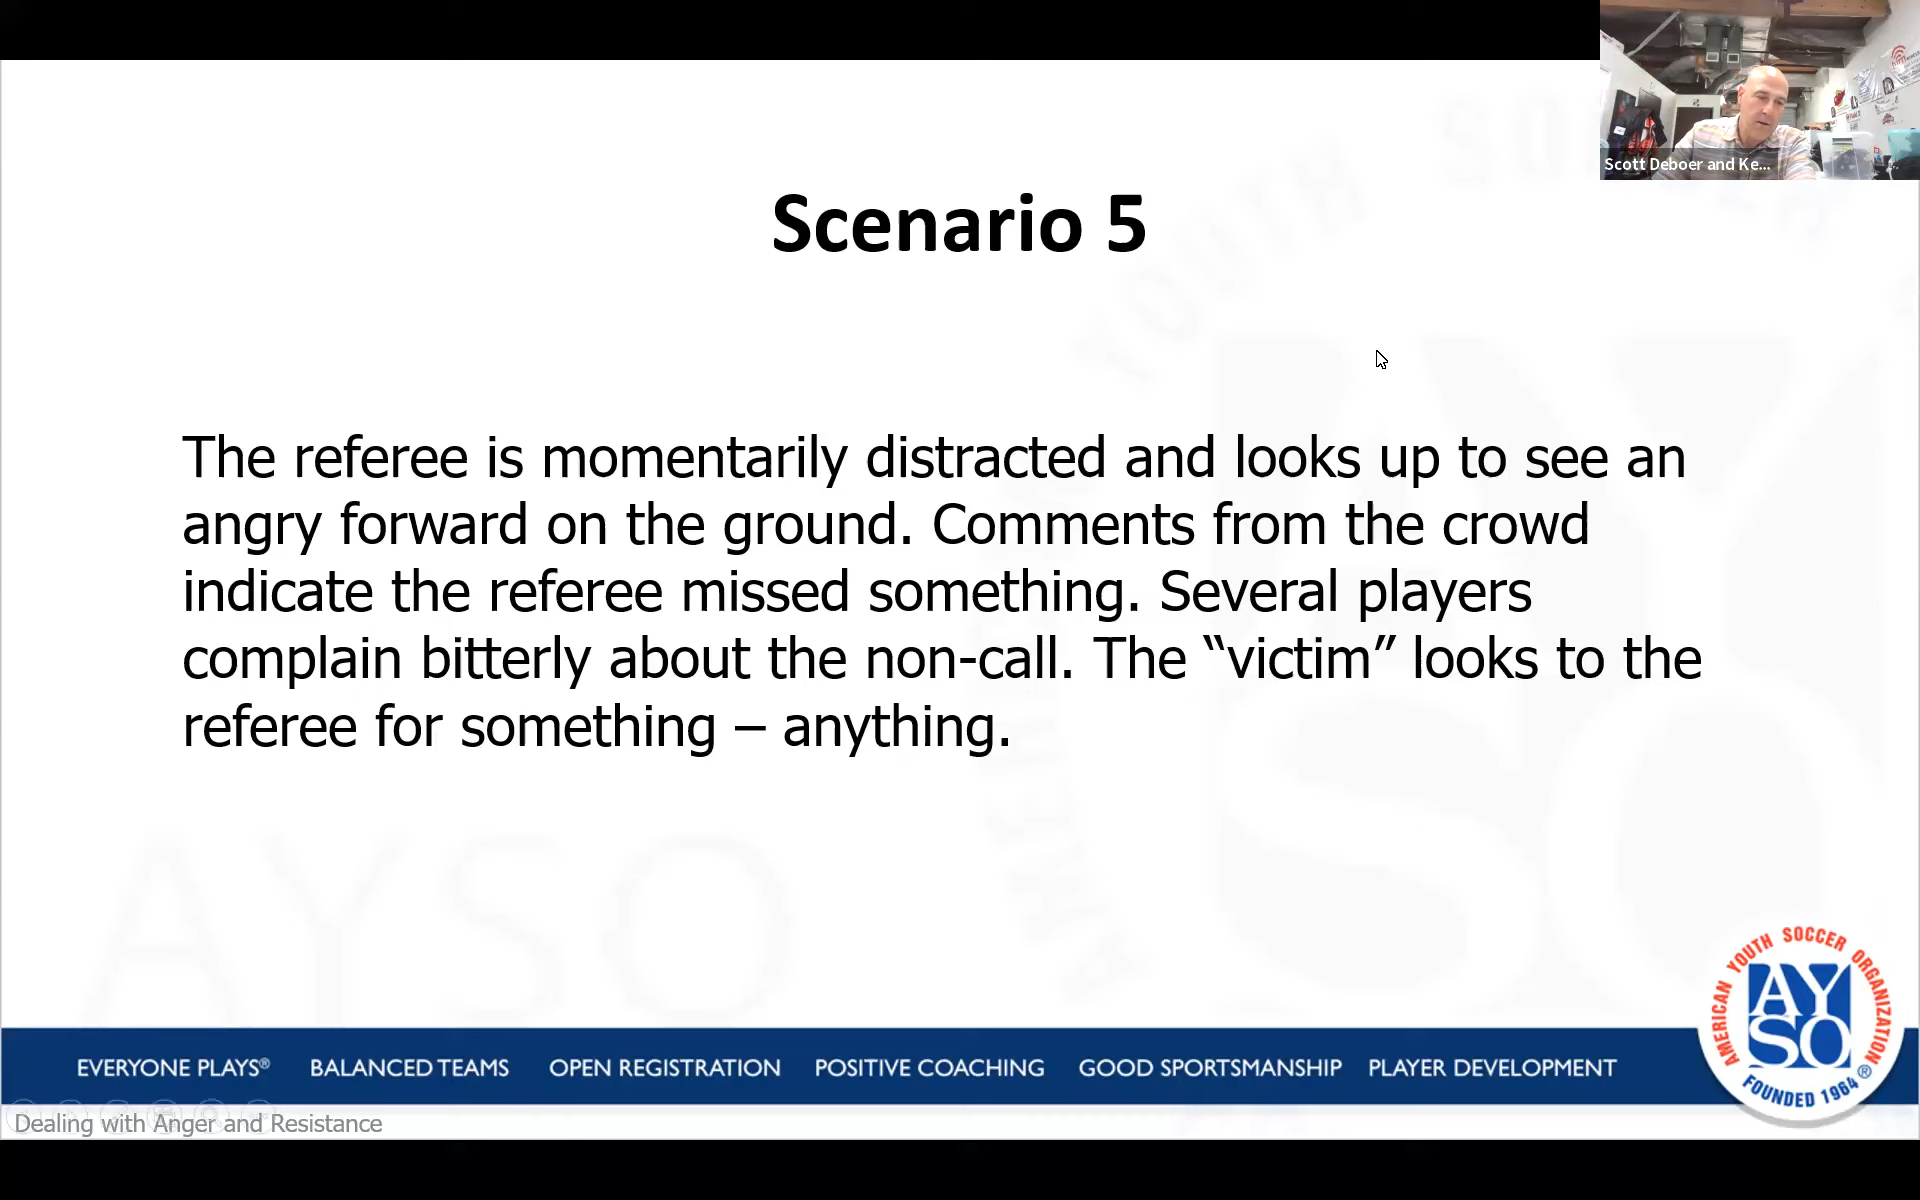 Scott Deboer and Ke...
Scenario 5
The referee is momentarily distracted and looks up to see an
angry forward on the ground. Comments from the crowd
indicate the referee missed something. Several players
complain bitterly about the non-call. The “victim” looks to the
referee for something – anything.
AYSO
EVERYONE PLAYS® BALANCED TEAMS OPEN REGISTRATION POSITIVE COACHING GOOD SPORTSMANSHIP PLAYER DEVELOPMENT
AMERICAN YOUTH SOCCER ORGANIZATION
AY
SO
®
FOUNDED 1964
Dealing with Anger and Resistance